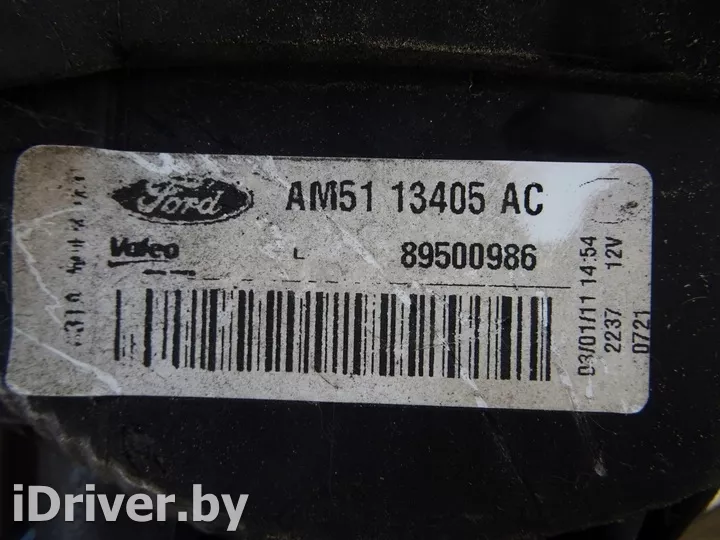 Ford AM51 13405 AC
Valeo L 89500986
03/01/11 14:54
2237 12V
0721
iDriver.by